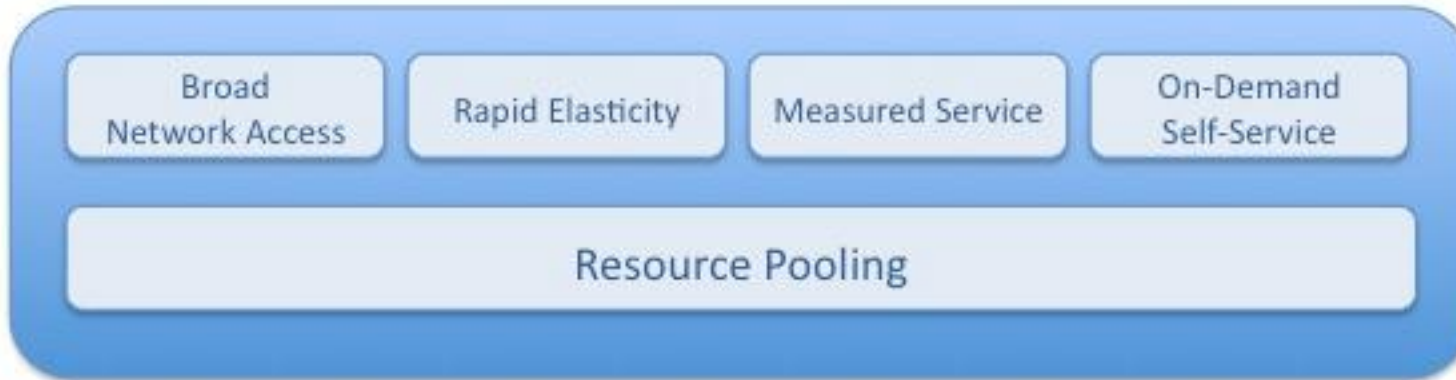 Broad
Network Access
Rapid Elasticity
Measured Service
On-Demand
Self-Service
Resource Pooling